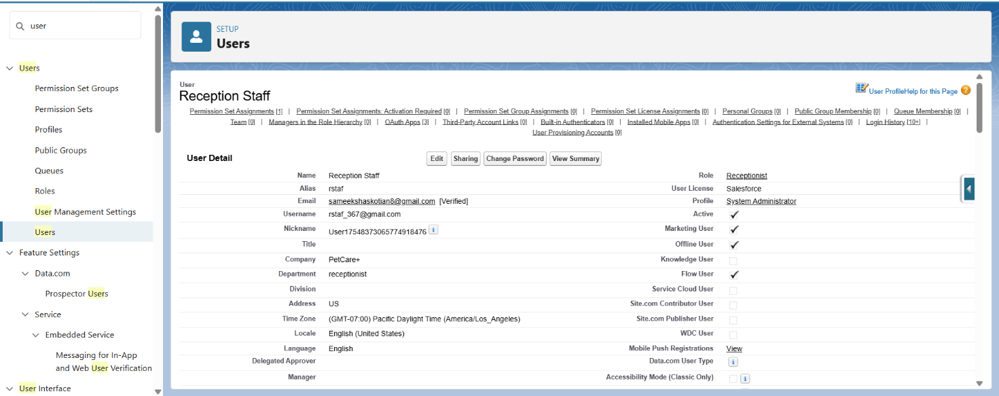 user
Users
Permission Set Groups
Permission Sets
Profiles
Public Groups
Queues
Roles
User Management Settings
Users
Feature Settings
Data.com
Prospector Users
Service
Embedded Service
Messaging for In-App
and Web User Verification
User Interface
SETUP
Users
User
Reception Staff
User Profile Help for this Page ?
Permission Set Assignments [1] | Permission Set Assignments: Activation Required [0] | Permission Set Group Assignments [0] | Permission Set License Assignments [0] | Personal Groups [0] | Public Group Membership [0] | Queue Membership [0] |
Team [0] | Managers in the Role Hierarchy [0] | OAuth Apps [3] | Third-Party Account Links [0] | Built-in Authenticators [0] | Installed Mobile Apps [0] | Authentication Settings for External Systems [0] | Login History [10+] |
User Provisioning Accounts [0]
User Detail Edit Sharing Change Password View Summary
Name Reception Staff Role Receptionist
Alias rstaf User License Salesforce
Email sameekshaskotian8@gmail.com [Verified] Profile System Administrator
Username rstaf_367@gmail.com Active
Nickname User17548373065774918476 i Marketing User
Title Offline User
Company PetCare+ Knowledge User
Department receptionist Flow User
Division Service Cloud User
Address US Site.com Contributor User
Time Zone (GMT-07:00) Pacific Daylight Time (America/Los_Angeles) Site.com Publisher User
Locale English (United States) WDC User
Language English Mobile Push Registrations View
Delegated Approver Data.com User Type i
Manager Accessibility Mode (Classic Only) i